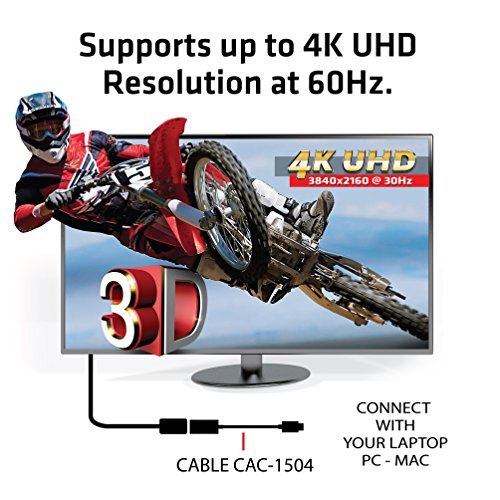 Supports up to 4K UHD
Resolution at 60Hz.
4K UHD
3840x2160 @ 30Hz
3D
CONNECT
WITH
YOUR LAPTOP
PC - MAC
CABLE CAC-1504